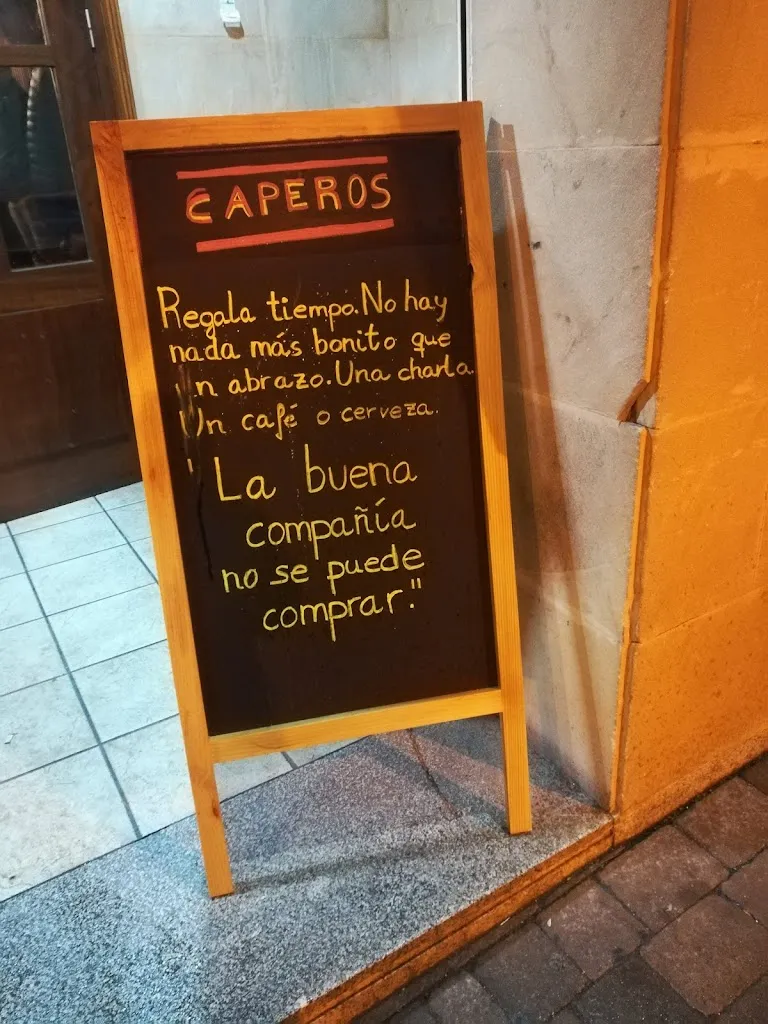 CAPEROS
Regala tiempo. No hay
nada más bonito que
un abrazo. Una charla
Un café o cerveza.
"La buena
compañía
no se puede
comprar."